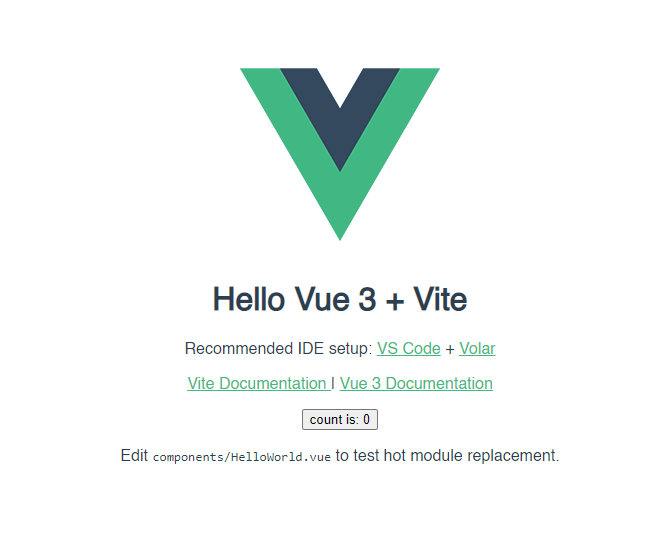 Hello Vue 3 + Vite
Recommended IDE setup: VS Code + Volar
Vite Documentation | Vue 3 Documentation
count is: 0
Edit components/HelloWorld.vue to test hot module replacement.